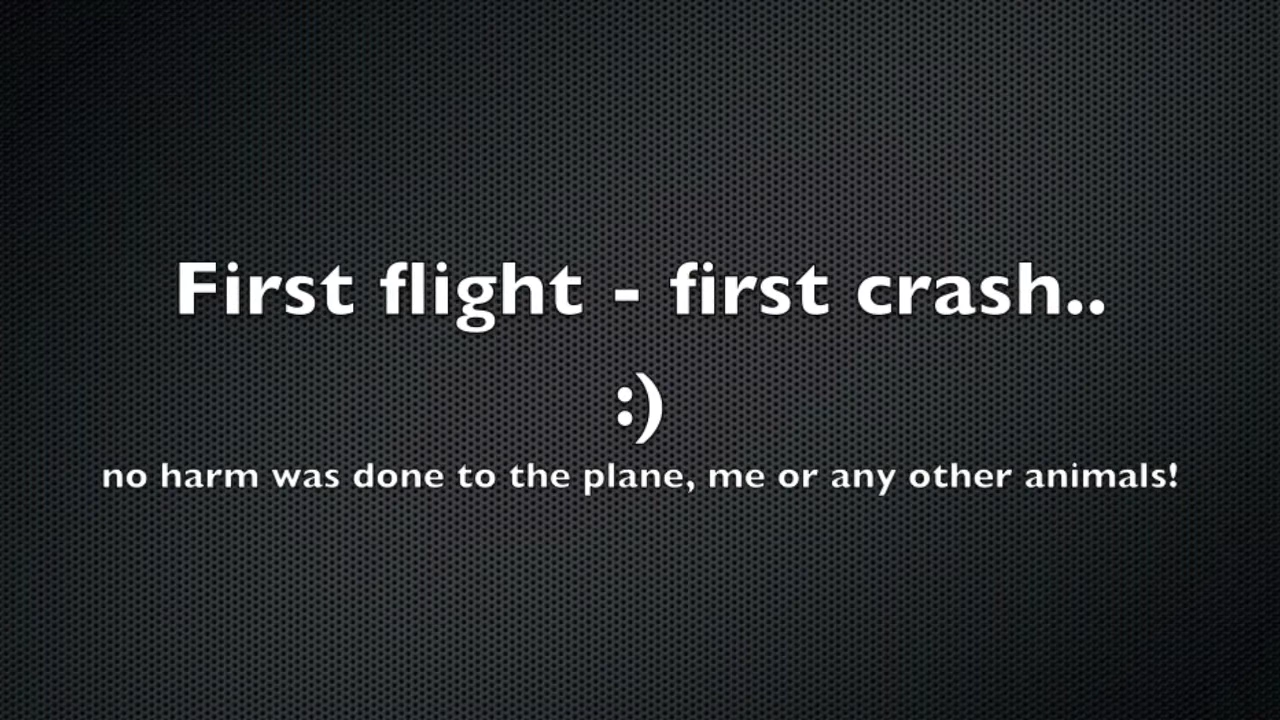 First flight - first crash..
:)
no harm was done to the plane, me or any other animals!